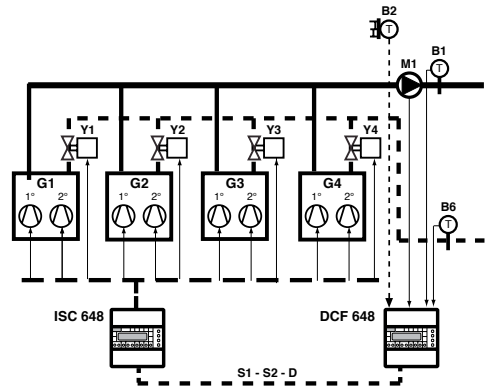 B2
M1
B1
T
T
Y1
Y2
Y3
Y4
G1
G2
G3
G4
1° 2°
1° 2°
1° 2°
1° 2°
B6
T
ISC 648
DCF 648
S1 - S2 - D